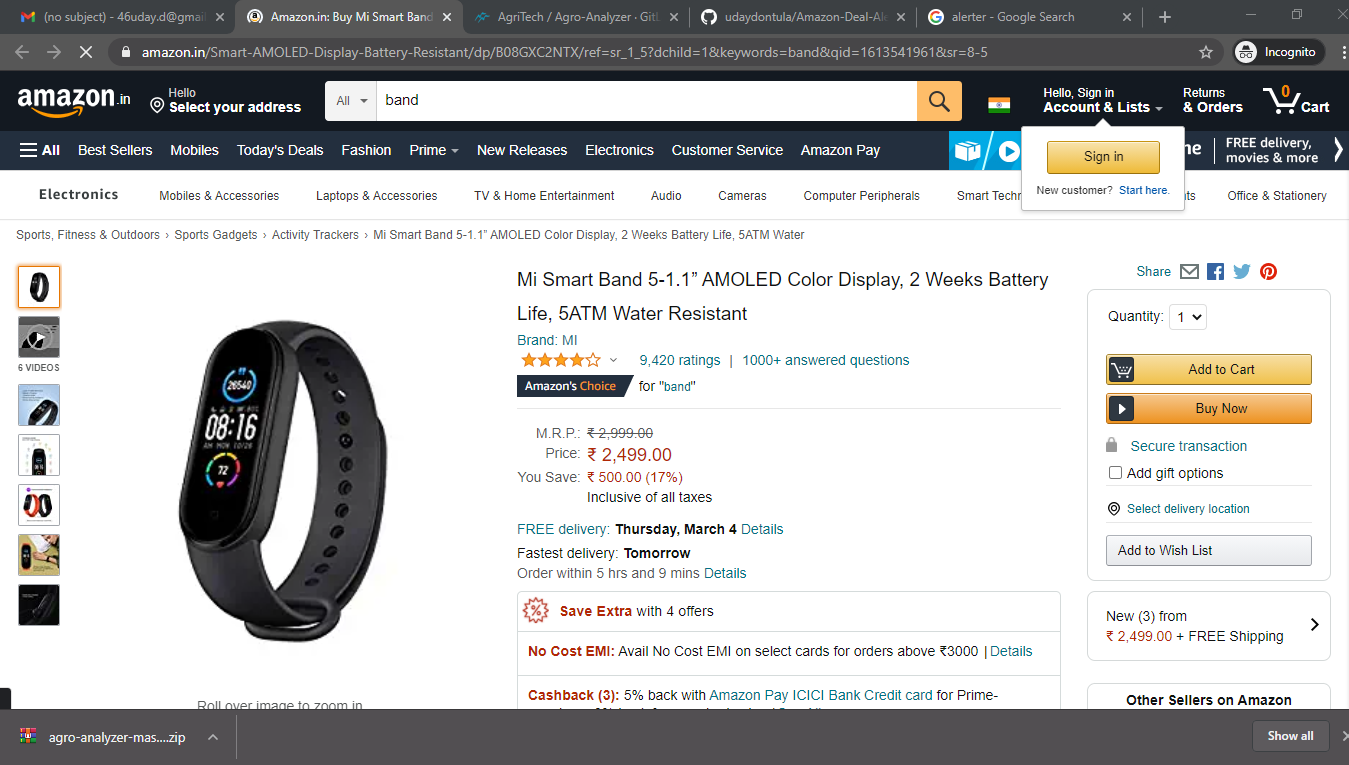 (no subject) - 46uday.d@gmail
Amazon.in: Buy Mi Smart Band
AgriTech / Agro-Analyzer · GitL
udaydontula/Amazon-Deal-Ale
alerter - Google Search
amazon.in/Smart-AMOLED-Display-Battery-Resistant/dp/B08GXC2NTX/ref=sr_1_5?dchild=1&keywords=band&qid=1613541961&sr=8-5
Incognito
amazon.in
Hello
Select your address
All
band
Hello, Sign in
Account & Lists
Returns
& Orders
0
Cart
All
Best Sellers
Mobiles
Today's Deals
Fashion
Prime
New Releases
Electronics
Customer Service
Amazon Pay
ne
FREE delivery,
movies & more
Sign in
New customer? Start here.
Electronics
Mobiles & Accessories
Laptops & Accessories
TV & Home Entertainment
Audio
Cameras
Computer Peripherals
Smart Techn
ts
Office & Stationery
Sports, Fitness & Outdoors › Sports Gadgets › Activity Trackers › Mi Smart Band 5-1.1” AMOLED Color Display, 2 Weeks Battery Life, 5ATM Water
6 VIDEOS
26540
08:16
72
Roll over image to zoom in
Mi Smart Band 5-1.1” AMOLED Color Display, 2 Weeks Battery
Life, 5ATM Water Resistant
Brand: MI
9,420 ratings | 1000+ answered questions
Amazon's Choice for "band"
M.R.P.: ₹ 2,999.00
Price: ₹ 2,499.00
You Save: ₹ 500.00 (17%)
Inclusive of all taxes
FREE delivery: Thursday, March 4 Details
Fastest delivery: Tomorrow
Order within 5 hrs and 9 mins Details
Save Extra with 4 offers
No Cost EMI: Avail No Cost EMI on select cards for orders above ₹3000 | Details
Cashback (3): 5% back with Amazon Pay ICICI Bank Credit card for Prime-
Share
Quantity: 1
Add to Cart
Buy Now
Secure transaction
Add gift options
Select delivery location
Add to Wish List
New (3) from
₹ 2,499.00 + FREE Shipping
Other Sellers on Amazon
agro-analyzer-mas....zip
Show all